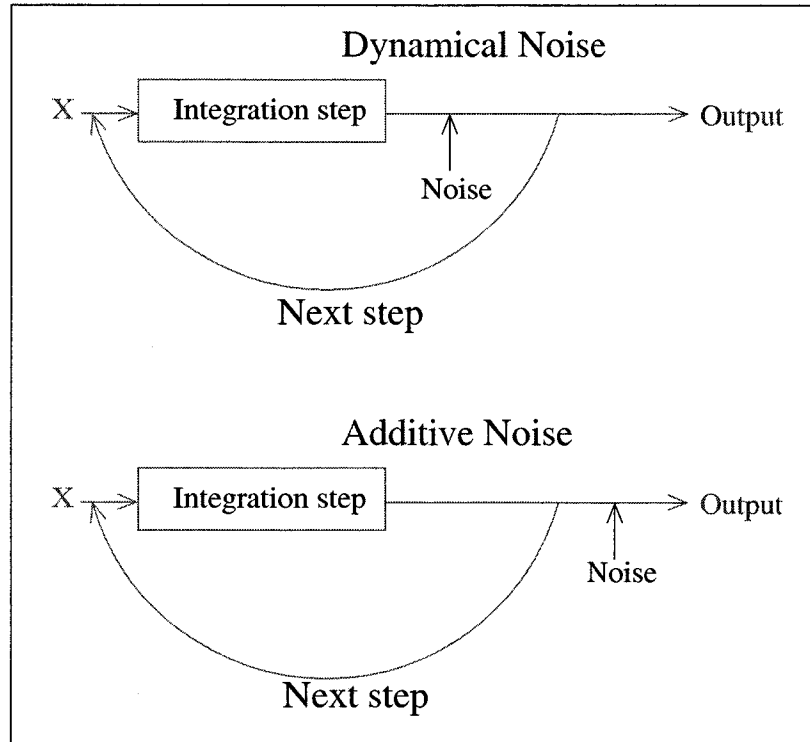 Dynamical Noise
X
Integration step
Output
Noise
Next step
Additive Noise
X
Integration step
Output
Noise
Next step